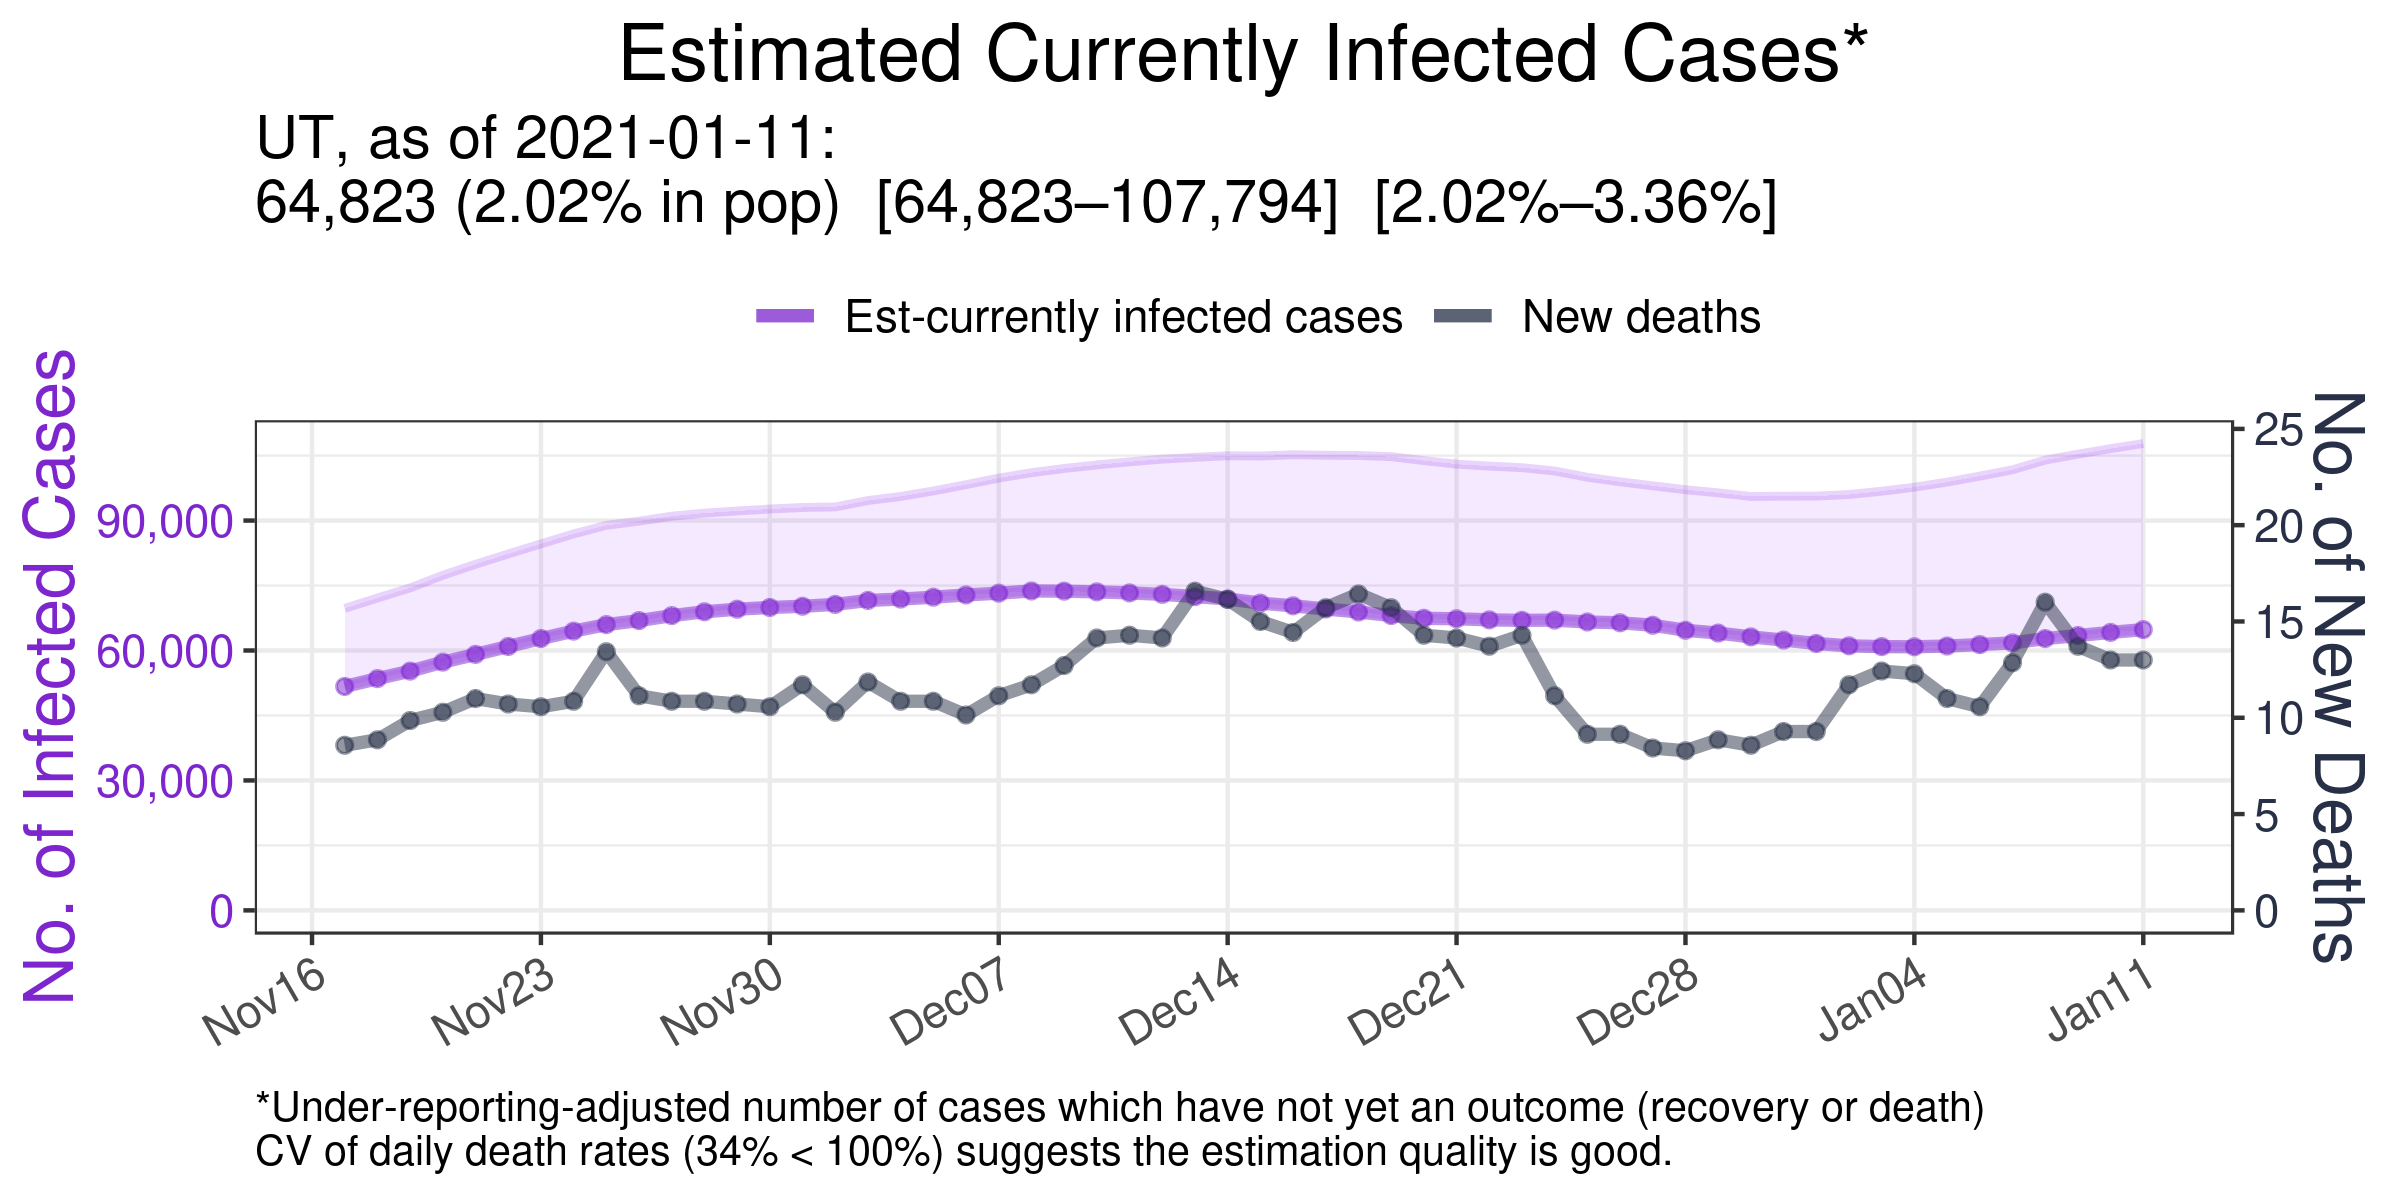 Estimated Currently Infected Cases*
UT, as of 2021-01-11:
64,823 (2.02% in pop)  [64,823–107,794]  [2.02%–3.36%]
Est-currently infected cases
New deaths
No. of Infected Cases
90,000
60,000
30,000
0
25
20
15
10
5
0
No. of New Deaths
Nov16
Nov23
Nov30
Dec07
Dec14
Dec21
Dec28
Jan04
Jan11
*Under-reporting-adjusted number of cases which have not yet an outcome (recovery or death)
CV of daily death rates (34% < 100%) suggests the estimation quality is good.